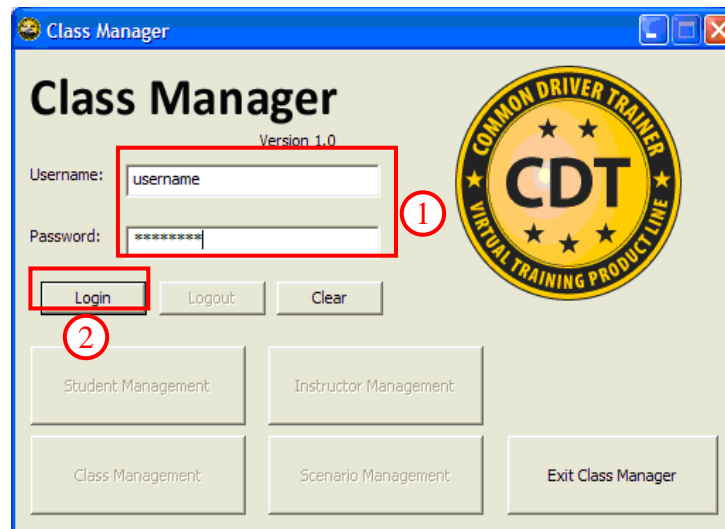 Class Manager
Class Manager
Version 1.0
Username:
username
Password:
********
1
Login
Logout
Clear
2
Student Management
Instructor Management
Class Management
Scenario Management
Exit Class Manager
COMMON DRIVER TRAINER
CDT
VIRTUAL TRAINING PRODUCT LINE